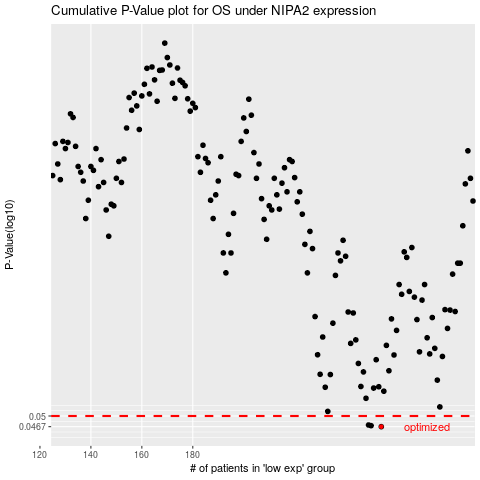 Cumulative P-Value plot for OS under NIPA2 expression
P-Value(log10)
0.05
0.0467
optimized
120 140 160 180
# of patients in 'low exp' group